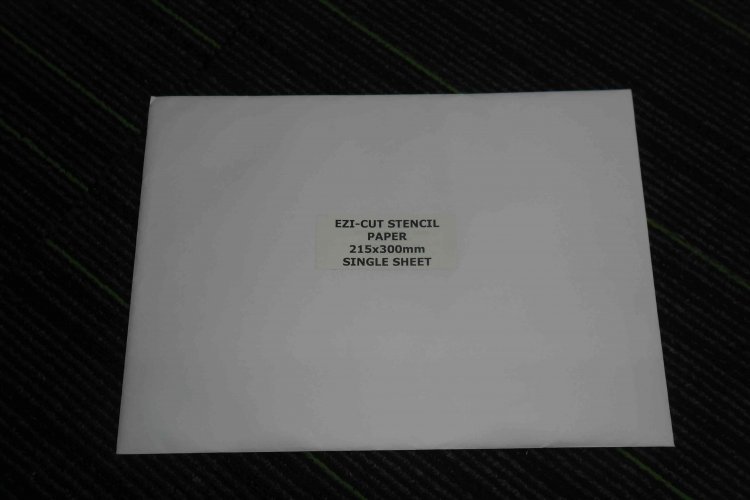 EZI-CUT STENCIL
PAPER
215x300mm
SINGLE SHEET